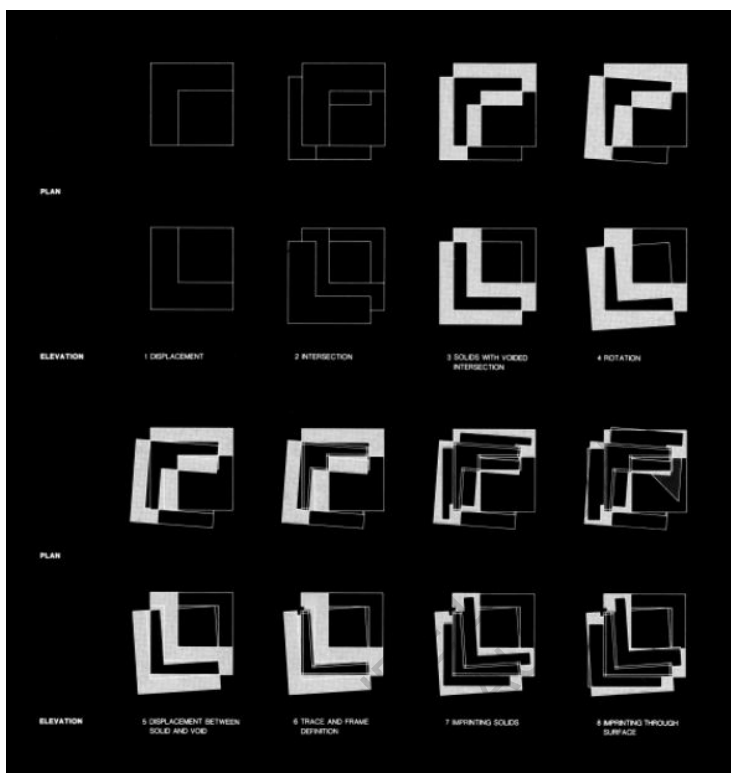 PLAN
ELEVATION
1 DISPLACEMENT
2 INTERSECTION
3 SOLIDS WITH VOIDED
INTERSECTION
4 ROTATION
PLAN
ELEVATION
5 DISPLACEMENT BETWEEN
SOLID AND VOID
6 TRACE AND FRAME
DEFINITION
7 IMPRINTING SOLIDS
8 IMPRINTING THROUGH
SURFACE